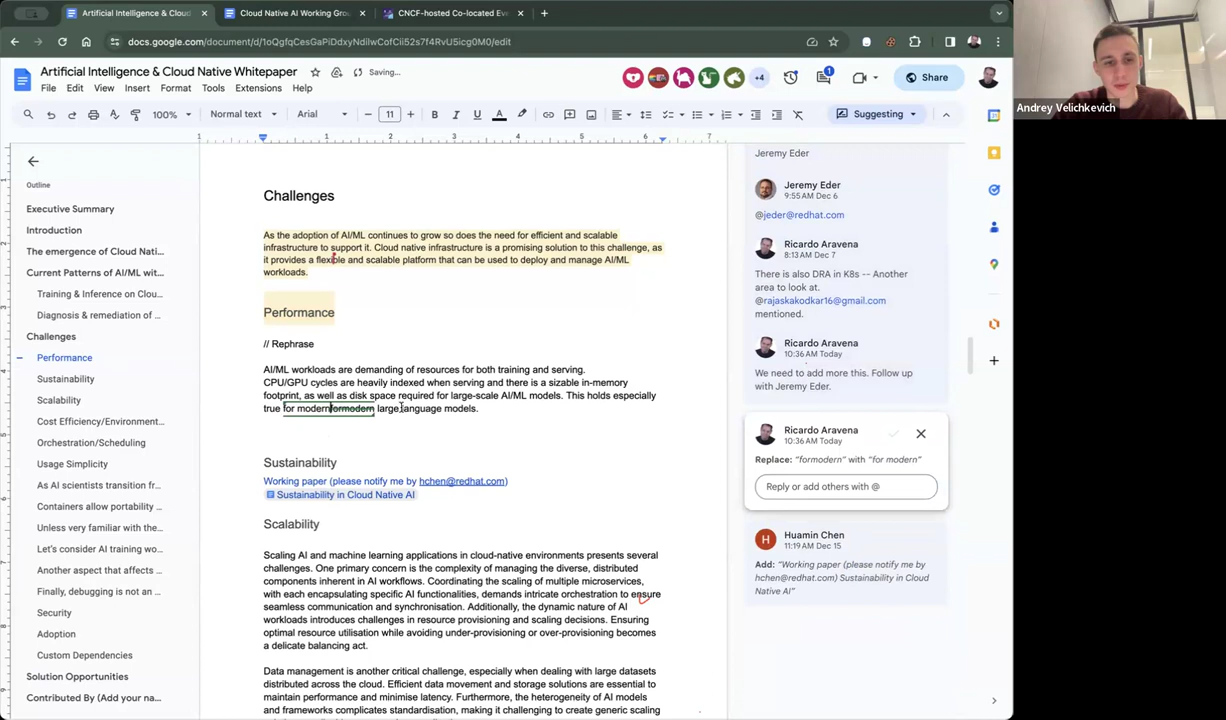 Artificial Intelligence & Cloud
Cloud Native AI Working Gro
CNCF-hosted Co-located Eve
docs.google.com/document/d/1oQgfqCesGaPiDdxyNdilwCofCii52s7f4RvU5icg0M0/edit
Artificial Intelligence & Cloud Native Whitepaper
Saving...
File Edit View Insert Format Tools Extensions Help
+4
1
Share
Andrey Velichkevich
100%
Normal text
Arial
11
Suggesting
1 1 2 3 4 5 6 7
Outline
Executive Summary
Introduction
The emergence of Cloud Nati...
Current Patterns of AI/ML wit...
Training & Inference on Clou...
Diagnosis & remediation of ...
Challenges
Performance
Sustainability
Scalability
Cost Efficiency/Environment...
Orchestration/Scheduling
Usage Simplicity
As AI scientists transition fr...
Containers allow portability ...
Unless very familiar with the...
Let's consider AI training wo...
Another aspect that affects ...
Finally, debugging is not an ...
Security
Adoption
Custom Dependencies
Solution Opportunities
Contributed By (Add your na...
Challenges
As the adoption of AI/ML continues to grow so does the need for efficient and scalable
infrastructure to support it. Cloud native infrastructure is a promising solution to this challenge, as
it provides a flexible and scalable platform that can be used to deploy and manage AI/ML
workloads.
Performance
// Rephrase
AI/ML workloads are demanding of resources for both training and serving.
CPU/GPU cycles are heavily indexed when serving and there is a sizable in-memory
footprint, as well as disk space required for large-scale AI/ML models. This holds especially
true for modernformodern large language models.
Sustainability
Working paper (please notify me by hchen@redhat.com)
Sustainability in Cloud Native AI
Scalability
Scaling AI and machine learning applications in cloud-native environments presents several
challenges. One primary concern is the complexity of managing the diverse, distributed
components inherent in AI workflows. Coordinating the scaling of multiple microservices,
with each encapsulating specific AI functionalities, demands intricate orchestration to ensure
seamless communication and synchronisation. Additionally, the dynamic nature of AI
workloads introduces challenges in resource provisioning and scaling decisions. Ensuring
optimal resource utilisation while avoiding under-provisioning or over-provisioning becomes
a delicate balancing act.
Data management is another critical challenge, especially when dealing with large datasets
distributed across the cloud. Efficient data movement and storage solutions are essential to
maintain performance and minimise latency. Furthermore, the heterogeneity of AI models
and frameworks complicates standardisation, making it challenging to create generic scaling
Jeremy Eder
Jeremy Eder
9:55 AM Dec 6
@jeder@redhat.com
Ricardo Aravena
8:13 AM Dec 7
There is also DRA in K8s -- Another
area to look at.
@rajaskakodkar16@gmail.com
mentioned.
Ricardo Aravena
10:36 AM Today
We need to add more this. Follow up
with Jeremy Eder.
Ricardo Aravena
10:36 AM Today
Replace: "formodern" with "for modern"
Reply or add others with @
Huamin Chen
11:19 AM Dec 15
Add: "Working paper (please notify me by
hchen@redhat.com) Sustainability in Cloud
Native AI"